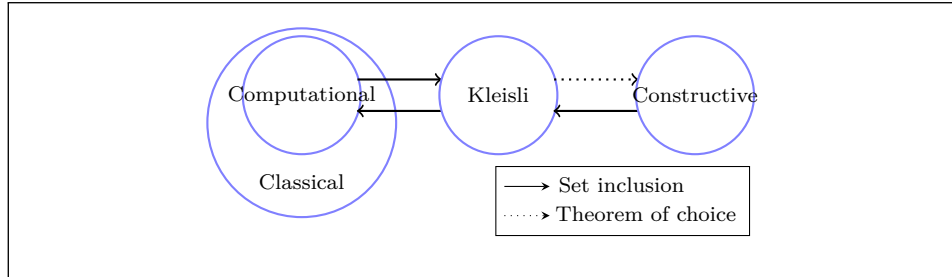 Computational
Kleisli
Constructive
Classical
Set inclusion
Theorem of choice